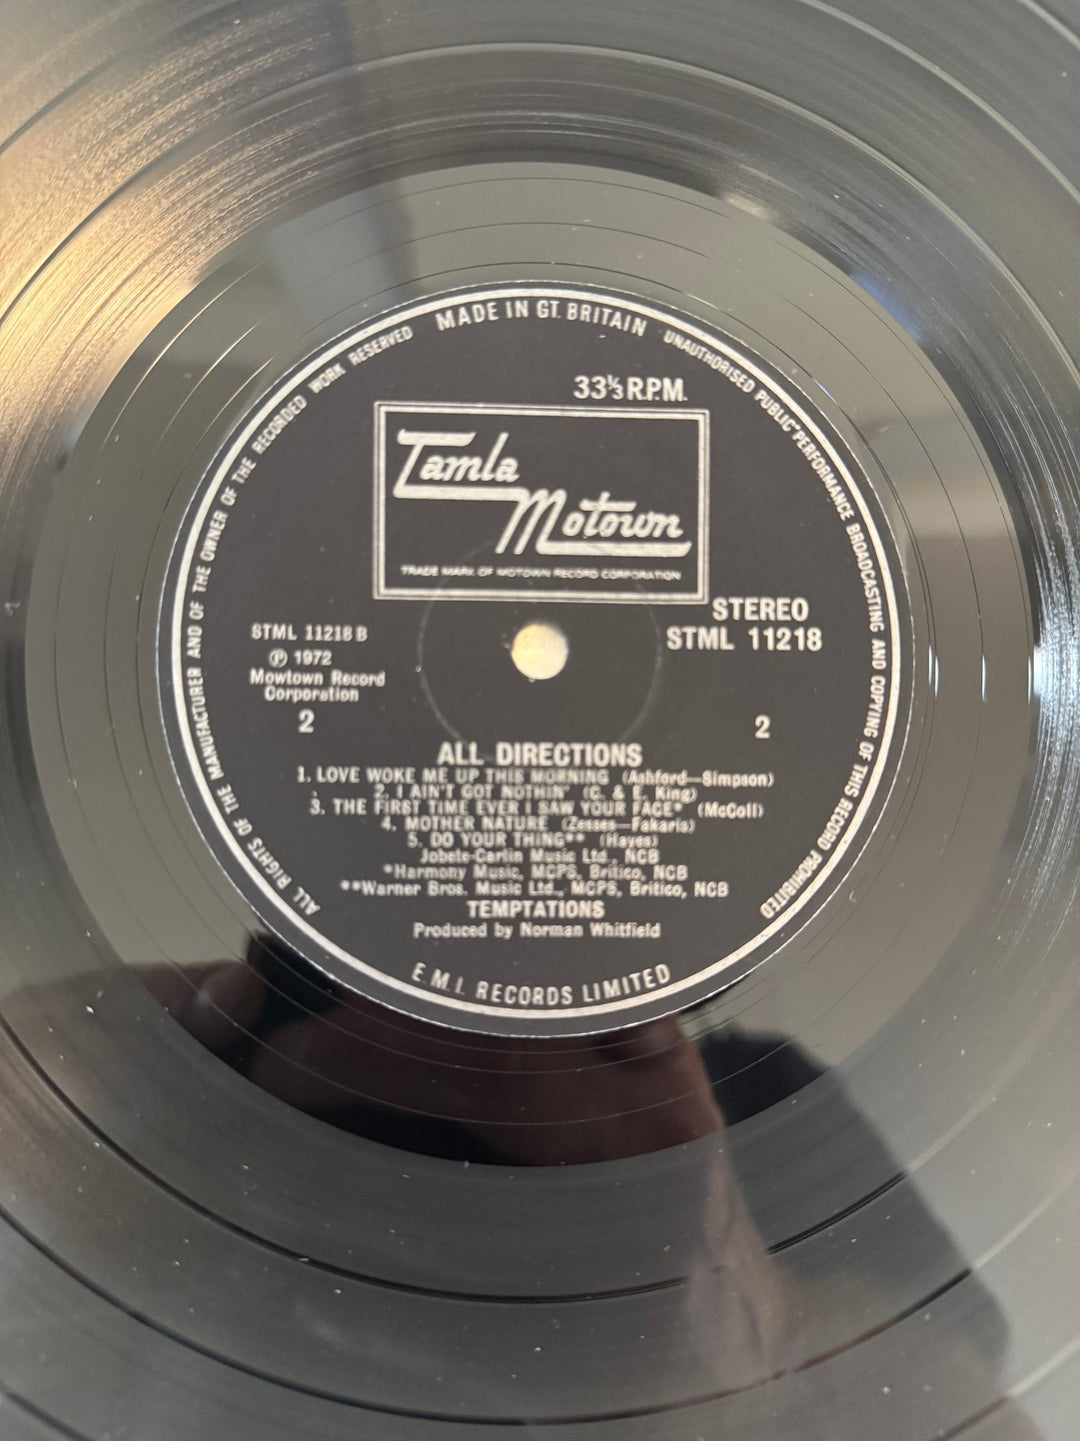 MADE IN GT. BRITAIN
UNAUTHORISED PUBLIC PERFORMANCE BROADCASTING AND COPYING OF THIS RECORD PROHIBITED
ALL RIGHTS OF THE MANUFACTURER AND OF THE OWNER OF THE RECORDED WORK RESERVED
33⅓ R.P.M.
Tamla
Motown
TRADE MARK OF MOTOWN RECORD CORPORATION
STEREO
STML 11218
STML 11218 B
Ⓟ 1972
Mowtown Record
Corporation
2
2
ALL DIRECTIONS
1. LOVE WOKE ME UP THIS MORNING (Ashford—Simpson)
2. I AIN'T GOT NOTHIN' (C. & E. King)
3. THE FIRST TIME EVER I SAW YOUR FACE* (McColl)
4. MOTHER NATURE (Zesses—Fakaris)
5. DO YOUR THING** (Hayes)
Jobete-Carlin Music Ltd., NCB
*Harmony Music, MCPS, Britico, NCB
**Warner Bros. Music Ltd., MCPS, Britico, NCB
TEMPTATIONS
Produced by Norman Whitfield
E.M.I. RECORDS LIMITED